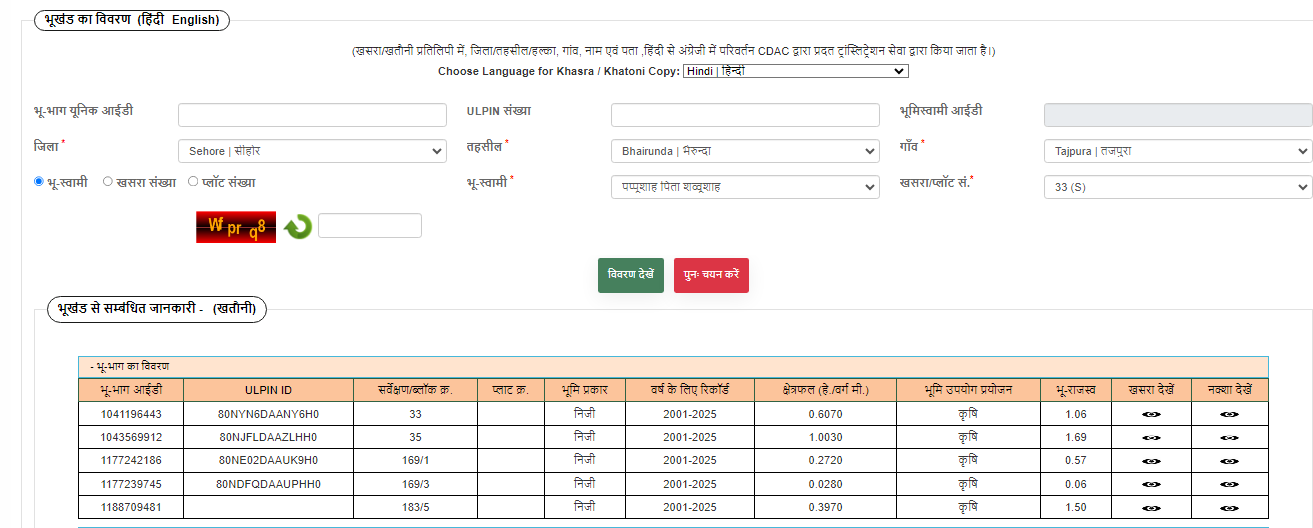 भूखंड का विवरण (हिंदी English)
(खसरा/खतौनी प्रतिलिपी में, जिला/तहसील/हल्का, गांव, नाम एवं पता ,हिंदी से अंग्रेजी में परिवर्तन CDAC द्वारा प्रदत ट्रांस्लिट्रेशन सेवा द्वारा किया जाता है।)
Choose Language for Khasra / Khatoni Copy: Hindi | हिन्दी
भू-भाग यूनिक आईडी ULPIN संख्या भूमिस्वामी आईडी
जिला * Sehore | सीहोर तहसील * Bhairunda | भैरुन्दा गाँव * Tajpura | तजपुरा
भू-स्वामी खसरा संख्या प्लॉट संख्या भू-स्वामी * पप्पूशाह पिता शब्बूशाह खसरा/प्लॉट सं.* 33 (S)
Wf pr q8
विवरण देखें पुनः चयन करें
भूखंड से सम्बंधित जानकारी - (खतौनी)
- भू-भाग का विवरण
भू-भाग आईडी ULPIN ID सर्वेक्षण/ब्लॉक क्र. प्लाट क्र. भूमि प्रकार वर्ष के लिए रिकॉर्ड क्षेत्रफल (हे./वर्ग मी.) भूमि उपयोग प्रयोजन भू-राजस्व खसरा देखें नक्शा देखें
1041196443 80NYN6DAANY6H0 33 निजी 2001-2025 0.6070 कृषि 1.06
1043569912 80NJFLDAAZLHH0 35 निजी 2001-2025 1.0030 कृषि 1.69
1177242186 80NE02DAAUK9H0 169/1 निजी 2001-2025 0.2720 कृषि 0.57
1177239745 80NDFQDAAUPHH0 169/3 निजी 2001-2025 0.0280 कृषि 0.06
1188709481 183/5 निजी 2001-2025 0.3970 कृषि 1.50